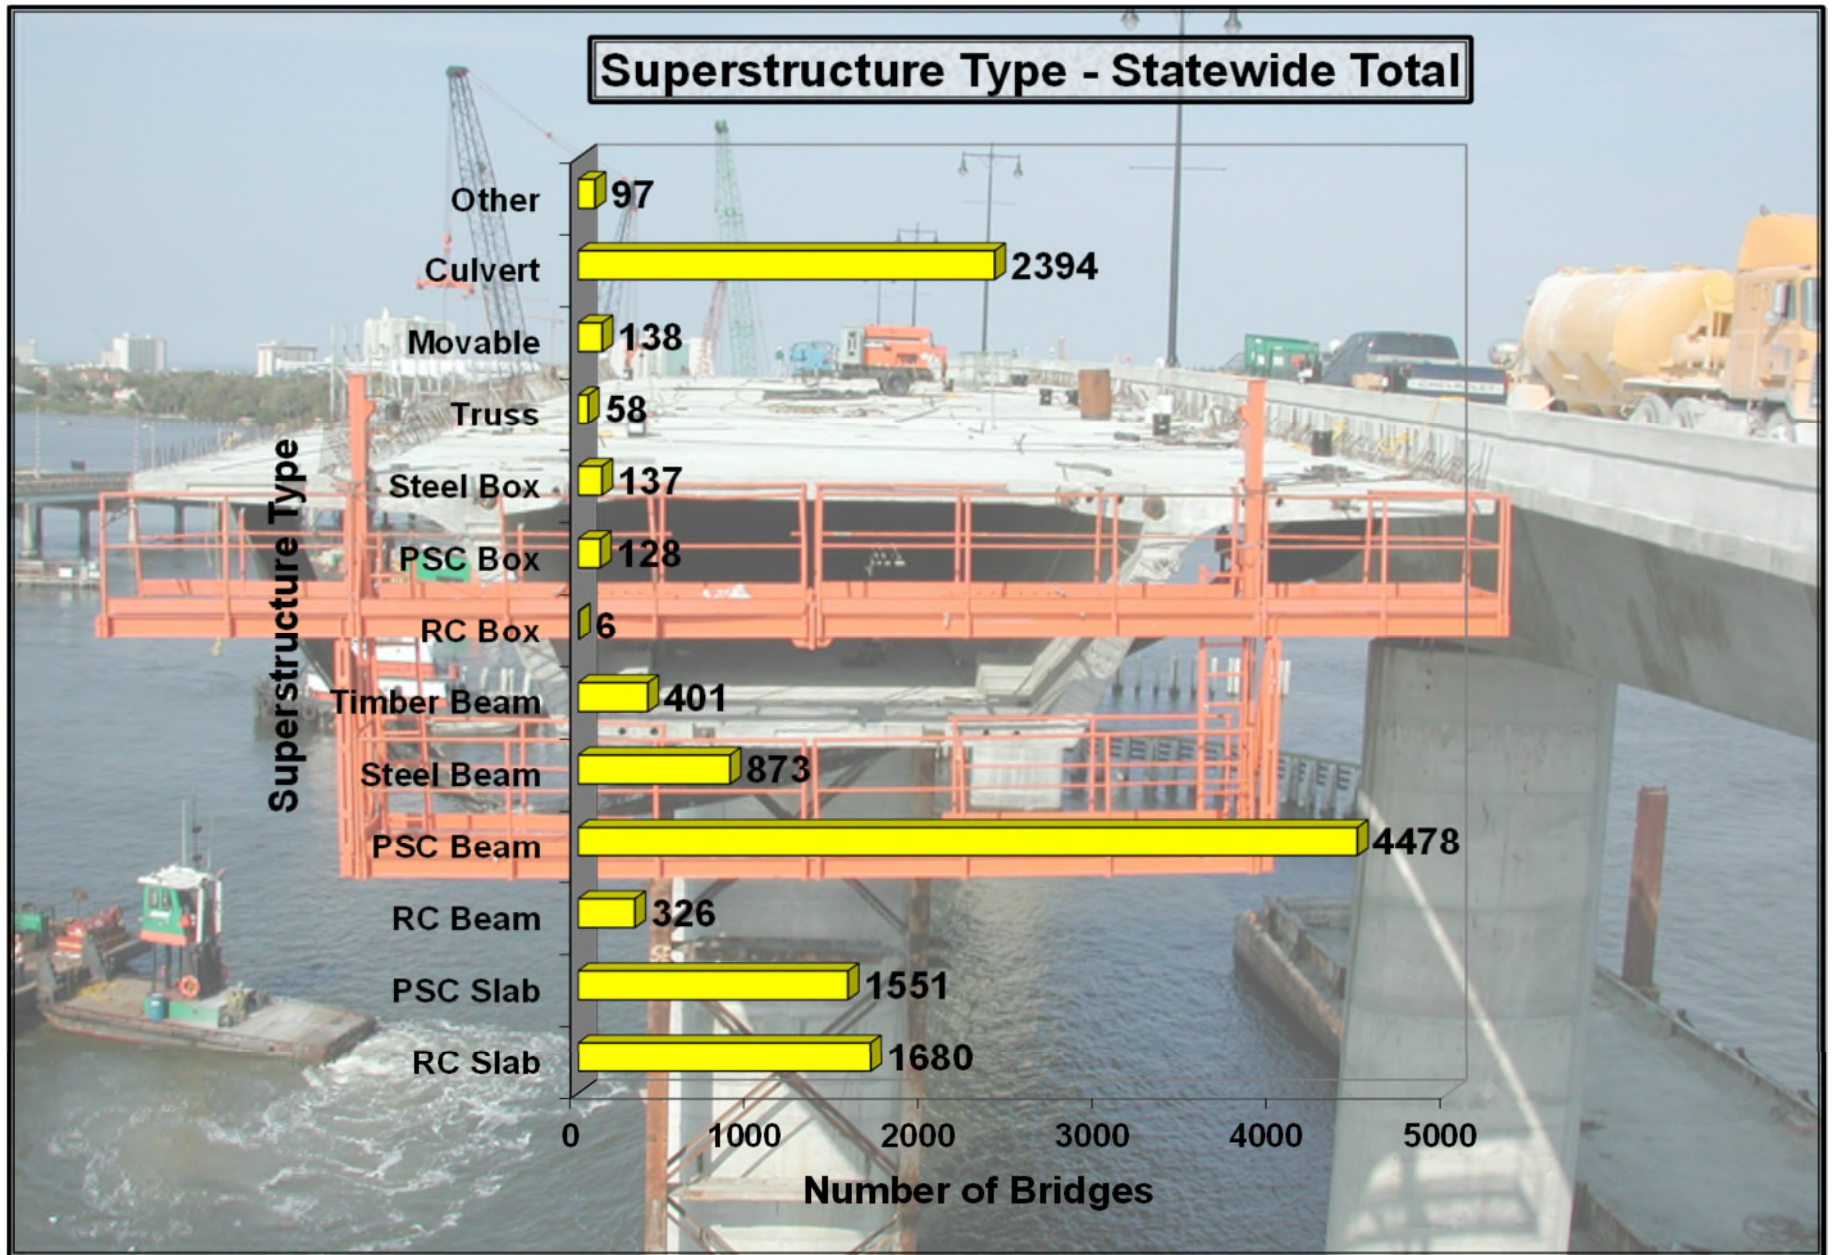 Superstructure Type - Statewide Total
Superstructure Type
Other 97
Culvert 2394
Movable 138
Truss 58
Steel Box 137
PSC Box 128
RC Box 6
Timber Beam 401
Steel Beam 873
PSC Beam 4478
RC Beam 326
PSC Slab 1551
RC Slab 1680
0 1000 2000 3000 4000 5000
Number of Bridges
CHEVROLET